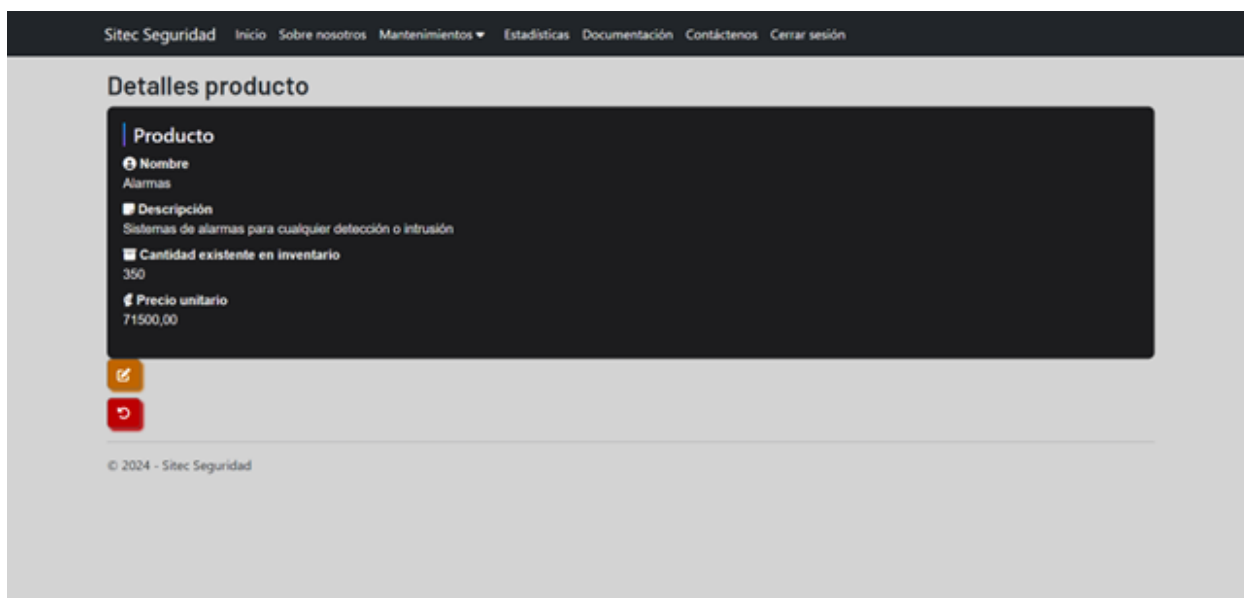 Sitec Seguridad Inicio Sobre nosotros Mantenimientos Estadísticas Documentación Contáctenos Cerrar sesión
Detalles producto
Producto
Nombre
Alarmas
Descripción
Sistemas de alarmas para cualquier detección o intrusión
Cantidad existente en inventario
350
₡ Precio unitario
71500,00
© 2024 - Sitec Seguridad